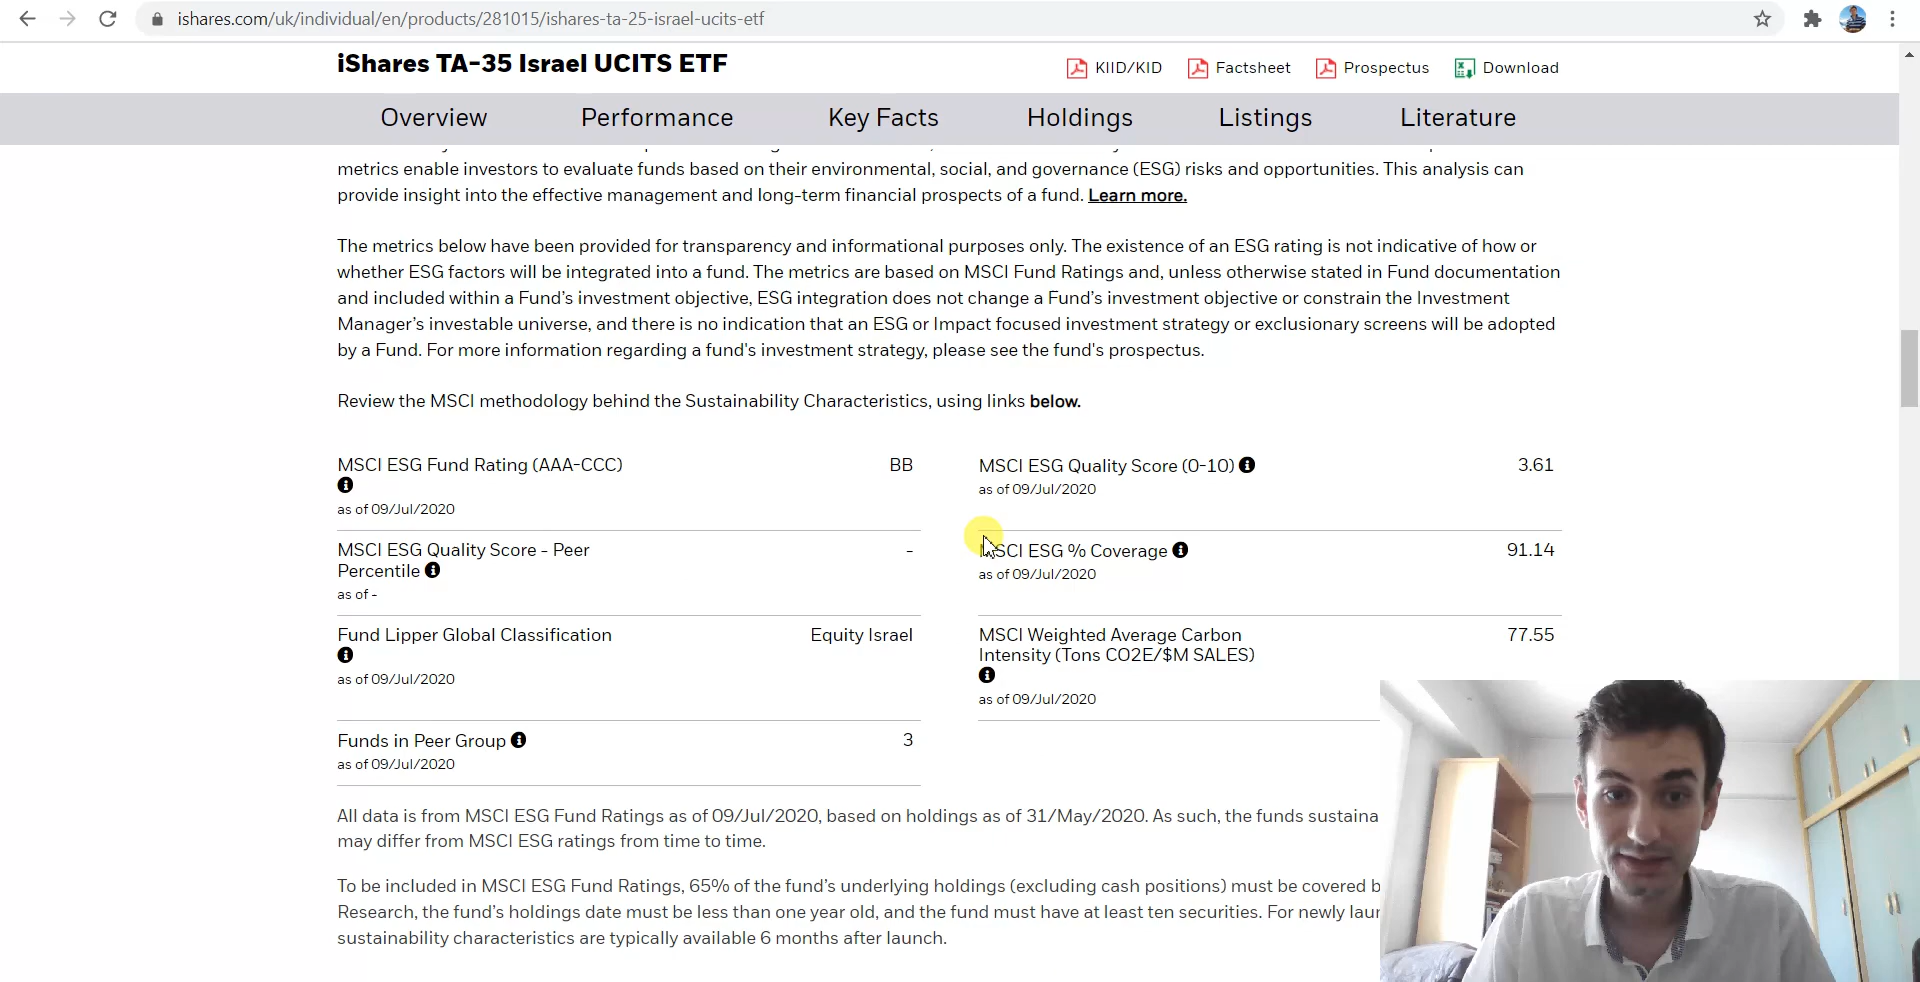 ishares.com/uk/individual/en/products/281015/ishares-ta-25-israel-ucits-etf
iShares TA-35 Israel UCITS ETF
KIID/KID Factsheet Prospectus Download
Overview Performance Key Facts Holdings Listings Literature
metrics enable investors to evaluate funds based on their environmental, social, and governance (ESG) risks and opportunities. This analysis can
provide insight into the effective management and long-term financial prospects of a fund. Learn more.
The metrics below have been provided for transparency and informational purposes only. The existence of an ESG rating is not indicative of how or
whether ESG factors will be integrated into a fund. The metrics are based on MSCI Fund Ratings and, unless otherwise stated in Fund documentation
and included within a Fund’s investment objective, ESG integration does not change a Fund’s investment objective or constrain the Investment
Manager’s investable universe, and there is no indication that an ESG or Impact focused investment strategy or exclusionary screens will be adopted
by a Fund. For more information regarding a fund's investment strategy, please see the fund's prospectus.
Review the MSCI methodology behind the Sustainability Characteristics, using links below.
MSCI ESG Fund Rating (AAA-CCC) BB
as of 09/Jul/2020
MSCI ESG Quality Score (0-10) 3.61
as of 09/Jul/2020
MSCI ESG Quality Score - Peer -
Percentile
as of -
MSCI ESG % Coverage 91.14
as of 09/Jul/2020
Fund Lipper Global Classification Equity Israel
as of 09/Jul/2020
MSCI Weighted Average Carbon 77.55
Intensity (Tons CO2E/$M SALES)
as of 09/Jul/2020
Funds in Peer Group 3
as of 09/Jul/2020
All data is from MSCI ESG Fund Ratings as of 09/Jul/2020, based on holdings as of 31/May/2020. As such, the funds sustaina
may differ from MSCI ESG ratings from time to time.
To be included in MSCI ESG Fund Ratings, 65% of the fund’s underlying holdings (excluding cash positions) must be covered b
Research, the fund’s holdings date must be less than one year old, and the fund must have at least ten securities. For newly laur
sustainability characteristics are typically available 6 months after launch.